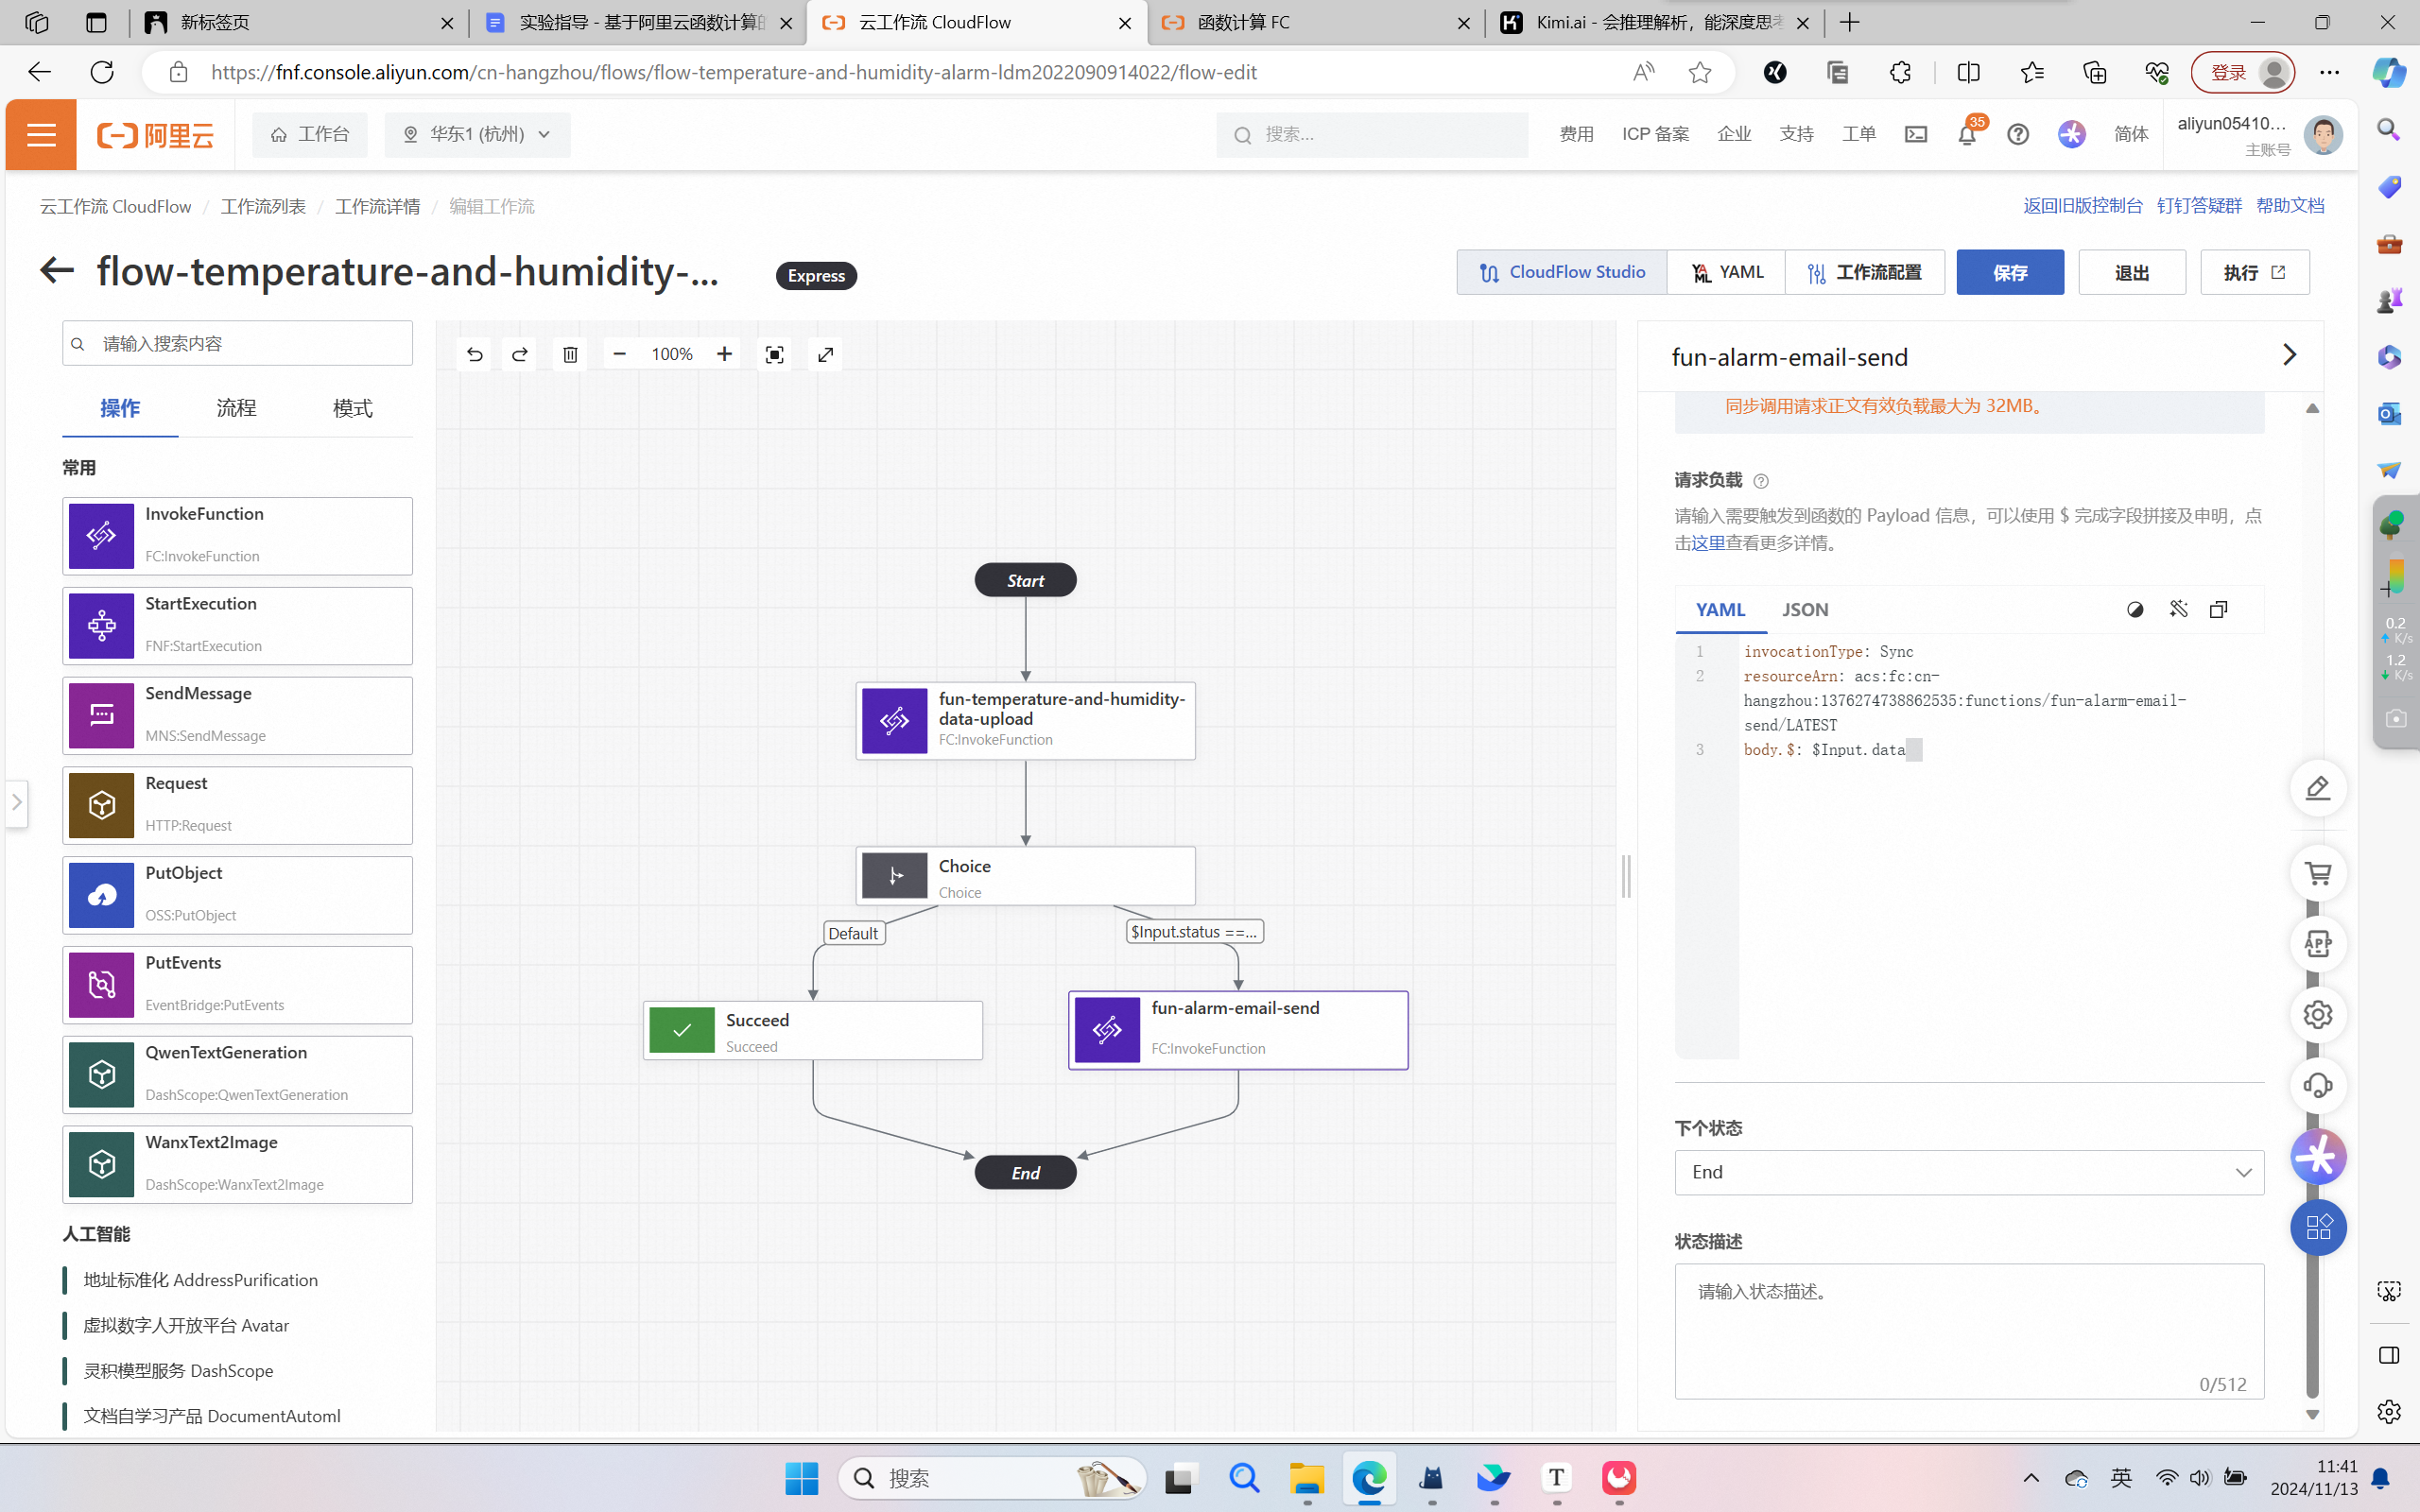 新标签页
实验指导 - 基于阿里云函数计算的
云工作流 CloudFlow
函数计算 FC
Kimi.ai - 会推理解析，能深度思考
https://fnf.console.aliyun.com/cn-hangzhou/flows/flow-temperature-and-humidity-alarm-ldm2022090914022/flow-edit
登录
阿里云
工作台
华东1 (杭州)
搜索...
费用
ICP 备案
企业
支持
工单
35
简体
aliyun05410...
主账号
云工作流 CloudFlow / 工作流列表 / 工作流详情 / 编辑工作流
返回旧版控制台 钉钉答疑群 帮助文档
flow-temperature-and-humidity-...
Express
CloudFlow Studio
YAML
工作流配置
保存
退出
执行
请输入搜索内容
操作
流程
模式
常用
InvokeFunction
FC:InvokeFunction
StartExecution
FNF:StartExecution
SendMessage
MNS:SendMessage
Request
HTTP:Request
PutObject
OSS:PutObject
PutEvents
EventBridge:PutEvents
QwenTextGeneration
DashScope:QwenTextGeneration
WanxText2Image
DashScope:WanxText2Image
人工智能
地址标准化 AddressPurification
虚拟数字人开放平台 Avatar
灵积模型服务 DashScope
文档自学习产品 DocumentAutoml
100%
Start
fun-temperature-and-humidity-
data-upload
FC:InvokeFunction
Choice
Choice
Default
$Input.status ==...
Succeed
Succeed
fun-alarm-email-send
FC:InvokeFunction
End
fun-alarm-email-send
同步调用请求正文有效负载最大为 32MB。
请求负载
请输入需要触发到函数的 Payload 信息，可以使用 $ 完成字段拼接及申明，点
击这里查看更多详情。
YAML
JSON
1 invocationType: Sync
2 resourceArn: acs:fc:cn-
hangzhou:1376274738862535:functions/fun-alarm-email-
send/LATEST
3 body.$: $Input.data
下个状态
End
状态描述
请输入状态描述。
0/512
APP
0.2
K/s
1.2
K/s
搜索
英
11:41
2024/11/13